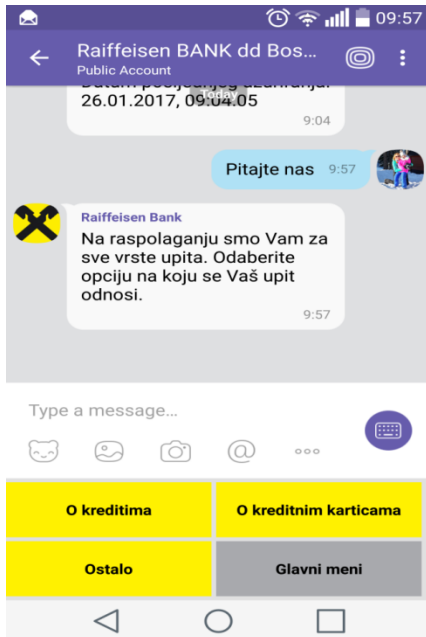 09:57
Raiffeisen BANK dd Bos...
Public Account
Today
26.01.2017, 09:04.05
9:04
Pitajte nas 9:57
Raiffeisen Bank
Na raspolaganju smo Vam za
sve vrste upita. Odaberite
opciju na koju se Vaš upit
odnosi.
9:57
Type a message...
O kreditima
O kreditnim karticama
Ostalo
Glavni meni